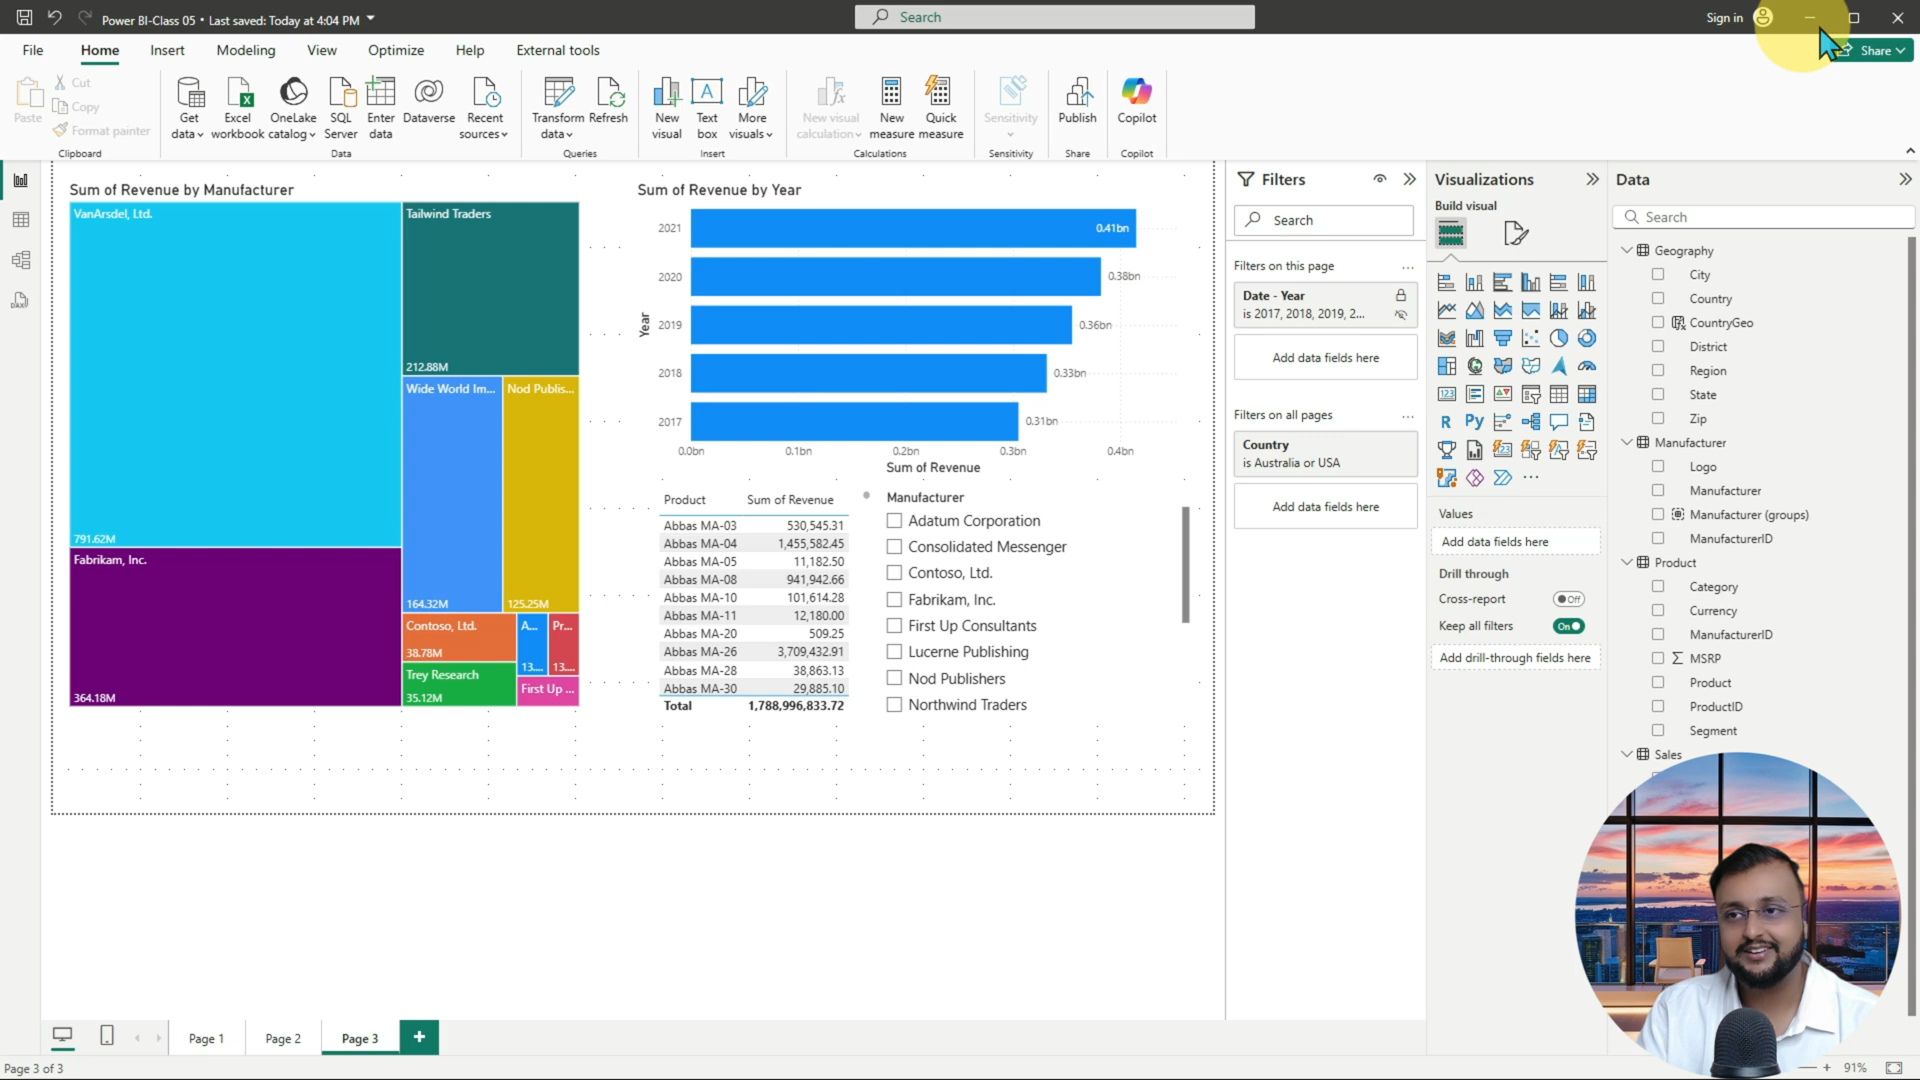 Power BI-Class 05 • Last saved: Today at 4:04 PM
Search
Sign in
File
Home
Insert
Modeling
View
Optimize
Help
External tools
Share
Paste
Cut
Copy
Format painter
Clipboard
Get data
Excel workbook
OneLake catalog
SQL Server
Enter data
Dataverse
Recent sources
Data
Transform data
Refresh
Queries
New visual
Text box
More visuals
Insert
New visual calculation
New measure
Quick measure
Calculations
Sensitivity
Sensitivity
Publish
Share
Copilot
Copilot
Sum of Revenue by Manufacturer
VanArsdel, Ltd.
791.62M
Fabrikam, Inc.
364.18M
Tailwind Traders
212.88M
Wide World Im...
164.32M
Nod Publis...
125.25M
Contoso, Ltd.
38.78M
A...
13....
Pr...
13....
Trey Research
35.12M
First Up ...
Sum of Revenue by Year
Year
2021
0.41bn
2020
0.38bn
2019
0.36bn
2018
0.33bn
2017
0.31bn
0.0bn 0.1bn 0.2bn 0.3bn 0.4bn
Sum of Revenue
Product Sum of Revenue
Abbas MA-03 530,545.31
Abbas MA-04 1,455,582.45
Abbas MA-05 11,182.50
Abbas MA-08 941,942.66
Abbas MA-10 101,614.28
Abbas MA-11 12,180.00
Abbas MA-20 509.25
Abbas MA-26 3,709,432.91
Abbas MA-28 38,863.13
Abbas MA-30 29,885.10
Total 1,788,996,833.72
Manufacturer
Adatum Corporation
Consolidated Messenger
Contoso, Ltd.
Fabrikam, Inc.
First Up Consultants
Lucerne Publishing
Nod Publishers
Northwind Traders
Filters
Search
Filters on this page
...
Date - Year
is 2017, 2018, 2019, 2...
Add data fields here
Filters on all pages
...
Country
is Australia or USA
Add data fields here
Visualizations
Build visual
R
Py
123
...
Values
Add data fields here
Drill through
Cross-report
Off
Keep all filters
On
Add drill-through fields here
Data
Search
Geography
City
Country
CountryGeo
District
Region
State
Zip
Manufacturer
Logo
Manufacturer
Manufacturer (groups)
ManufacturerID
Product
Category
Currency
ManufacturerID
MSRP
Product
ProductID
Segment
Sales
Page 1
Page 2
Page 3
Page 3 of 3
91%